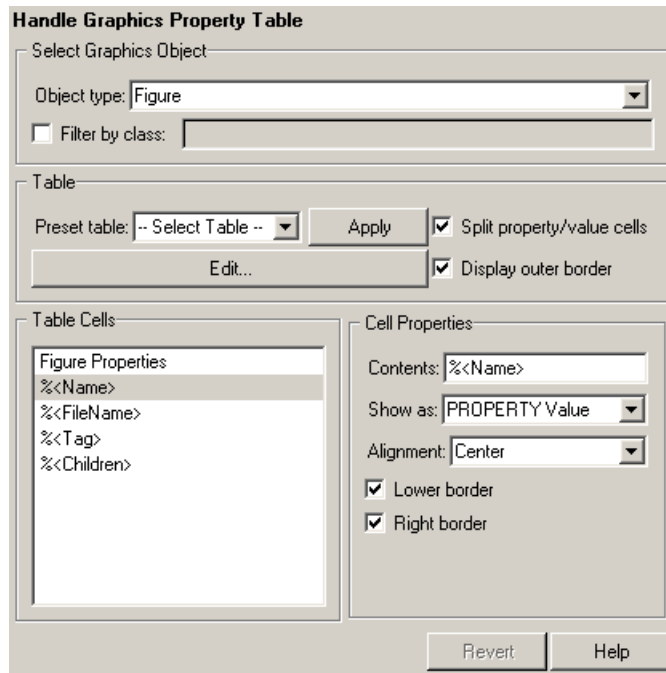 Handle Graphics Property Table
Select Graphics Object
Object type: Figure
Filter by class:
Table
Preset table: -- Select Table -- Apply Split property/value cells
Edit... Display outer border
Table Cells
Figure Properties
%<Name>
%<FileName>
%<Tag>
%<Children>
Cell Properties
Contents: %<Name>
Show as: PROPERTY Value
Alignment: Center
Lower border
Right border
Revert Help